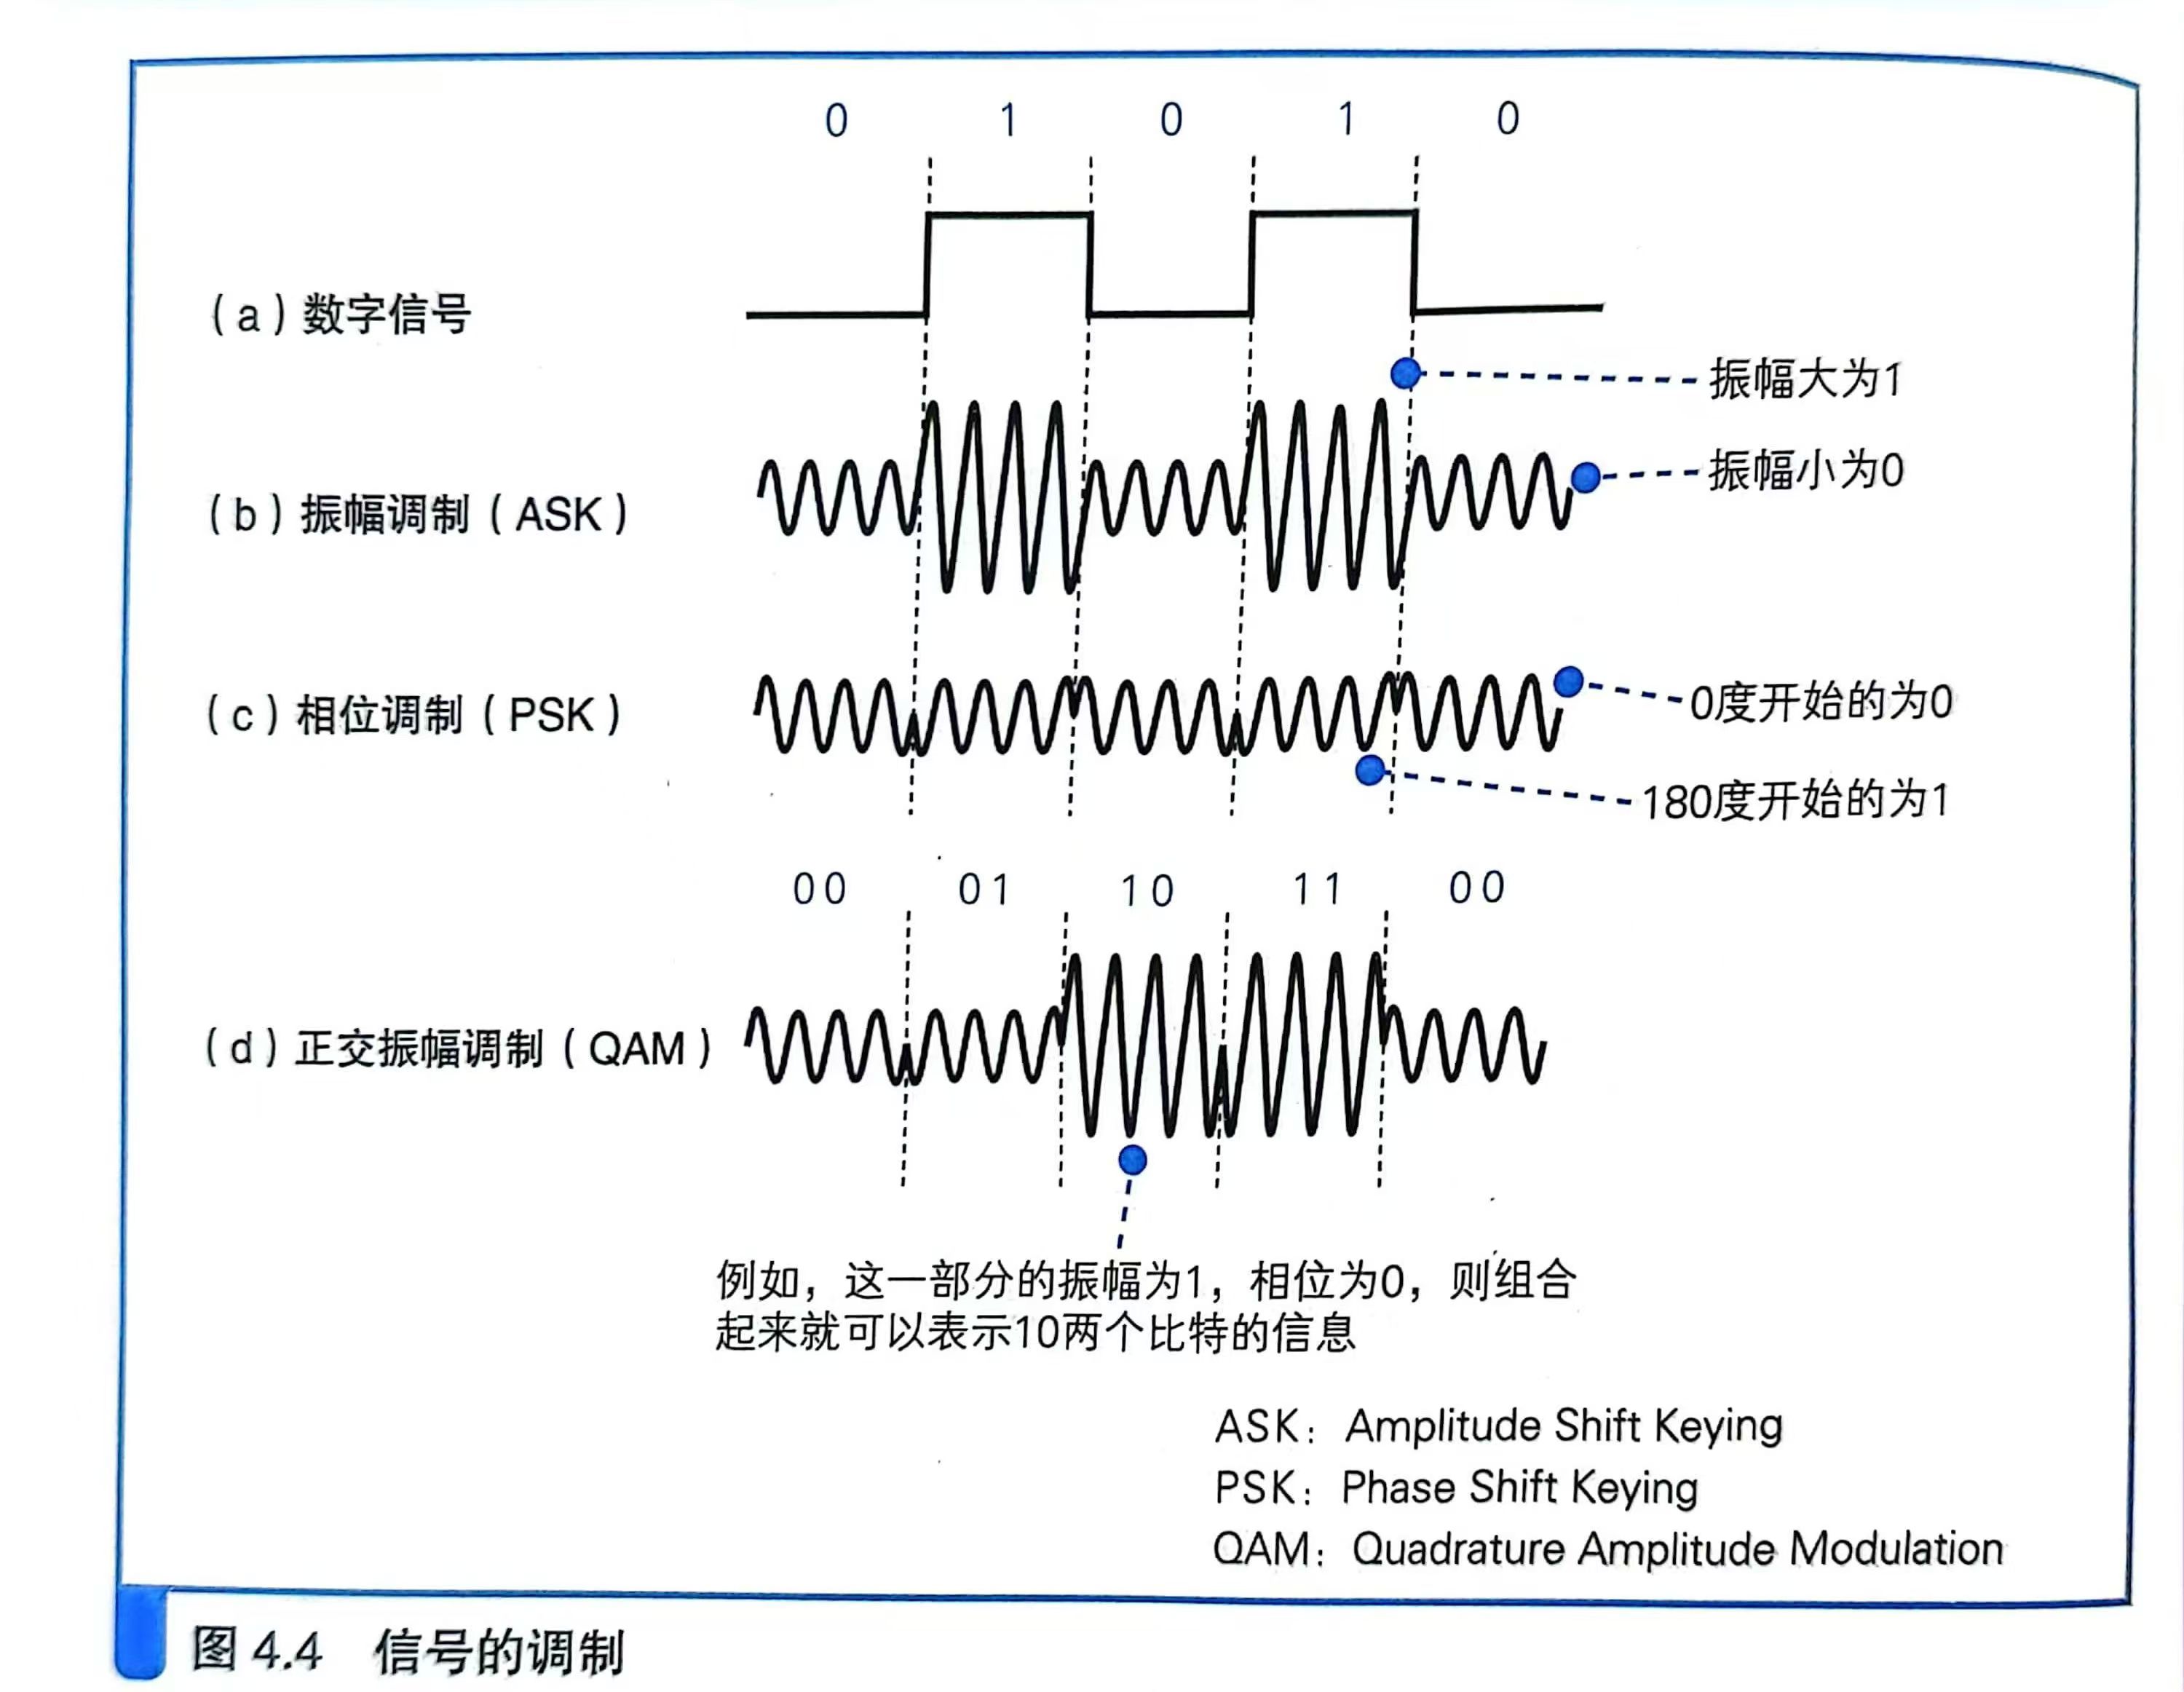 0 1 0 1 0
(a)数字信号
振幅大为1
振幅小为0
(b)振幅调制(ASK)
0度开始的为0
(c)相位调制(PSK)
180度开始的为1
00 01 10 11 00
(d)正交振幅调制(QAM)
例如，这一部分的振幅为1，相位为0，则组合
起来就可以表示10两个比特的信息
ASK：Amplitude Shift Keying
PSK：Phase Shift Keying
QAM：Quadrature Amplitude Modulation
图 4.4 信号的调制